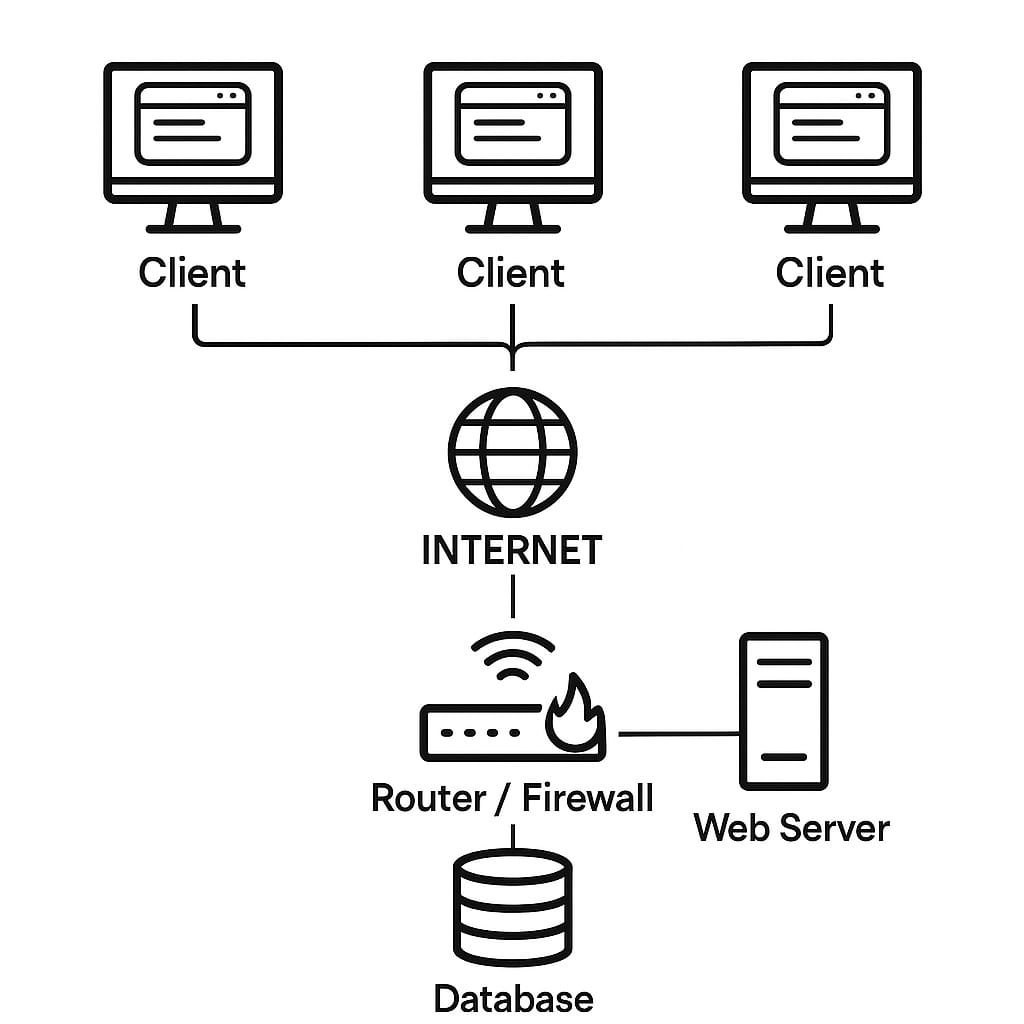 Client
Client
Client
INTERNET
Router / Firewall
Web Server
Database